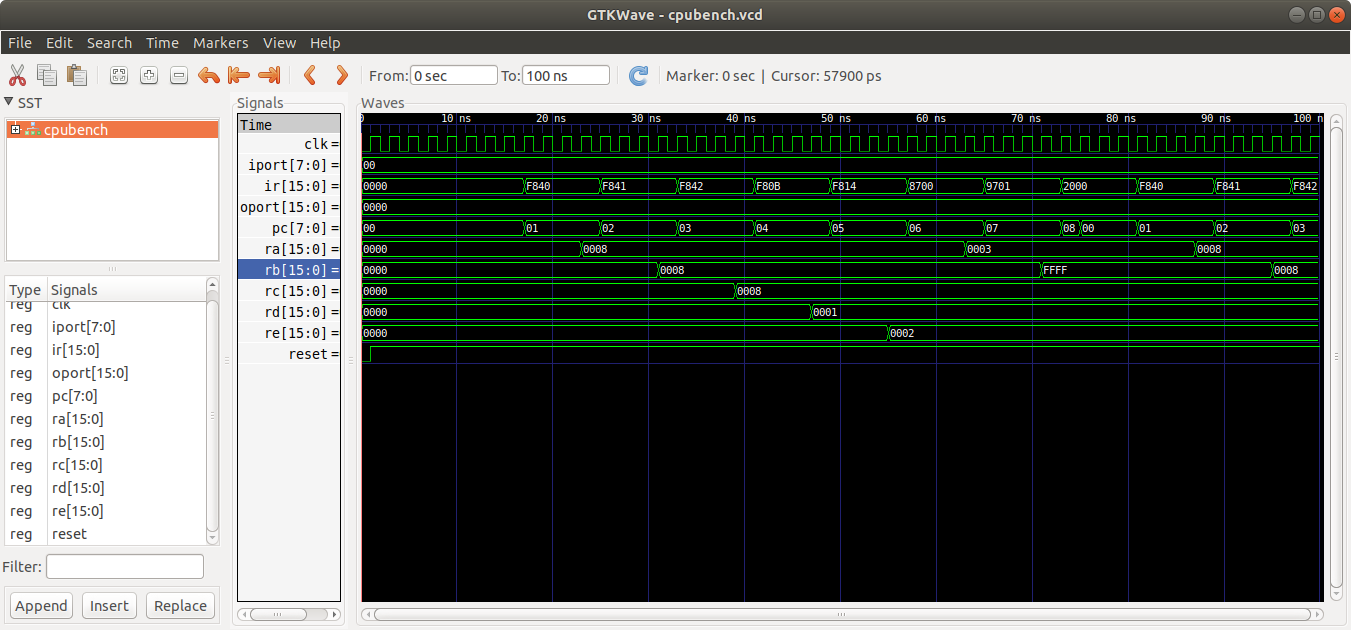 GTKWave - cpubench.vcd
File Edit Search Time Markers View Help
From: 0 sec To: 100 ns Marker: 0 sec | Cursor: 57900 ps
SST
cpubench
Type Signals
reg clk
reg iport[7:0]
reg ir[15:0]
reg oport[15:0]
reg pc[7:0]
reg ra[15:0]
reg rb[15:0]
reg rc[15:0]
reg rd[15:0]
reg re[15:0]
reg reset
Filter:
Append Insert Replace
Signals
Time
clk =
iport[7:0] =
ir[15:0] =
oport[15:0] =
pc[7:0] =
ra[15:0] =
rb[15:0] =
rc[15:0] =
rd[15:0] =
re[15:0] =
reset =
Waves
0 10 ns 20 ns 30 ns 40 ns 50 ns 60 ns 70 ns 80 ns 90 ns 100 n
00
0000 F840 F841 F842 F80B F814 8700 9701 2000 F840 F841 F842
0000
00 01 02 03 04 05 06 07 08 00 01 02 03
0000 0008 0003 0008
0000 0008 FFFF 0008
0000 0008
0000 0001
0000 0002